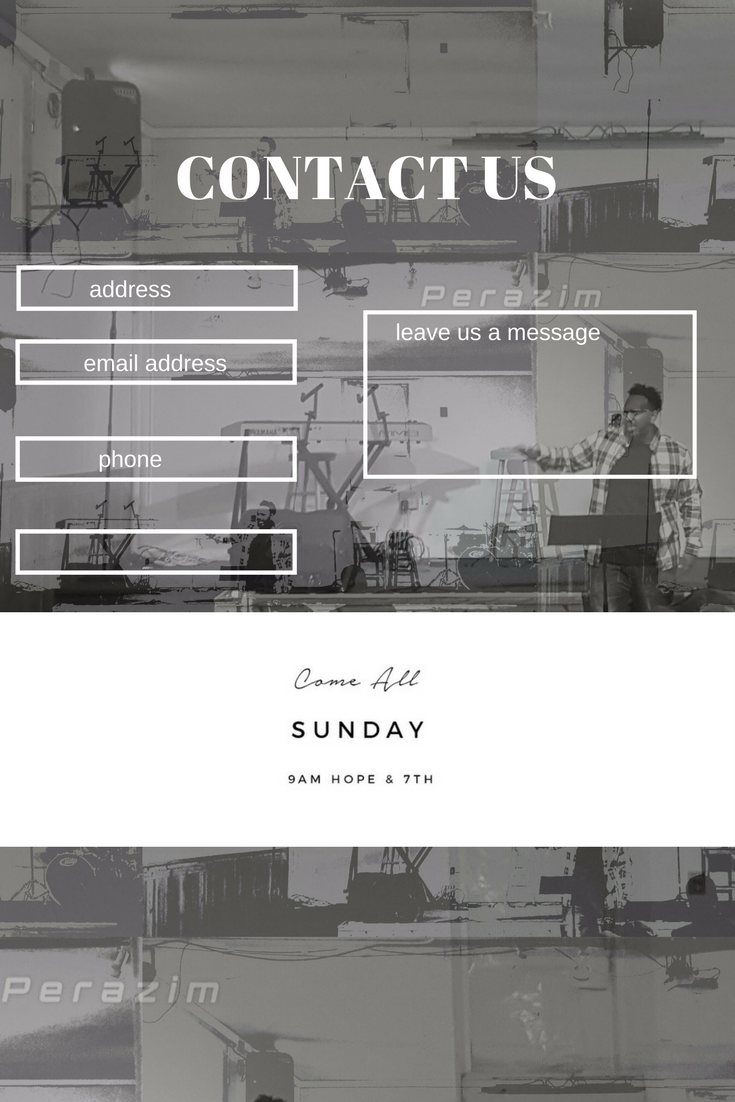 CONTACT US
address
Perazim
leave us a message
email address
phone
Come All
SUNDAY
9AM HOPE & 7TH
Perazim